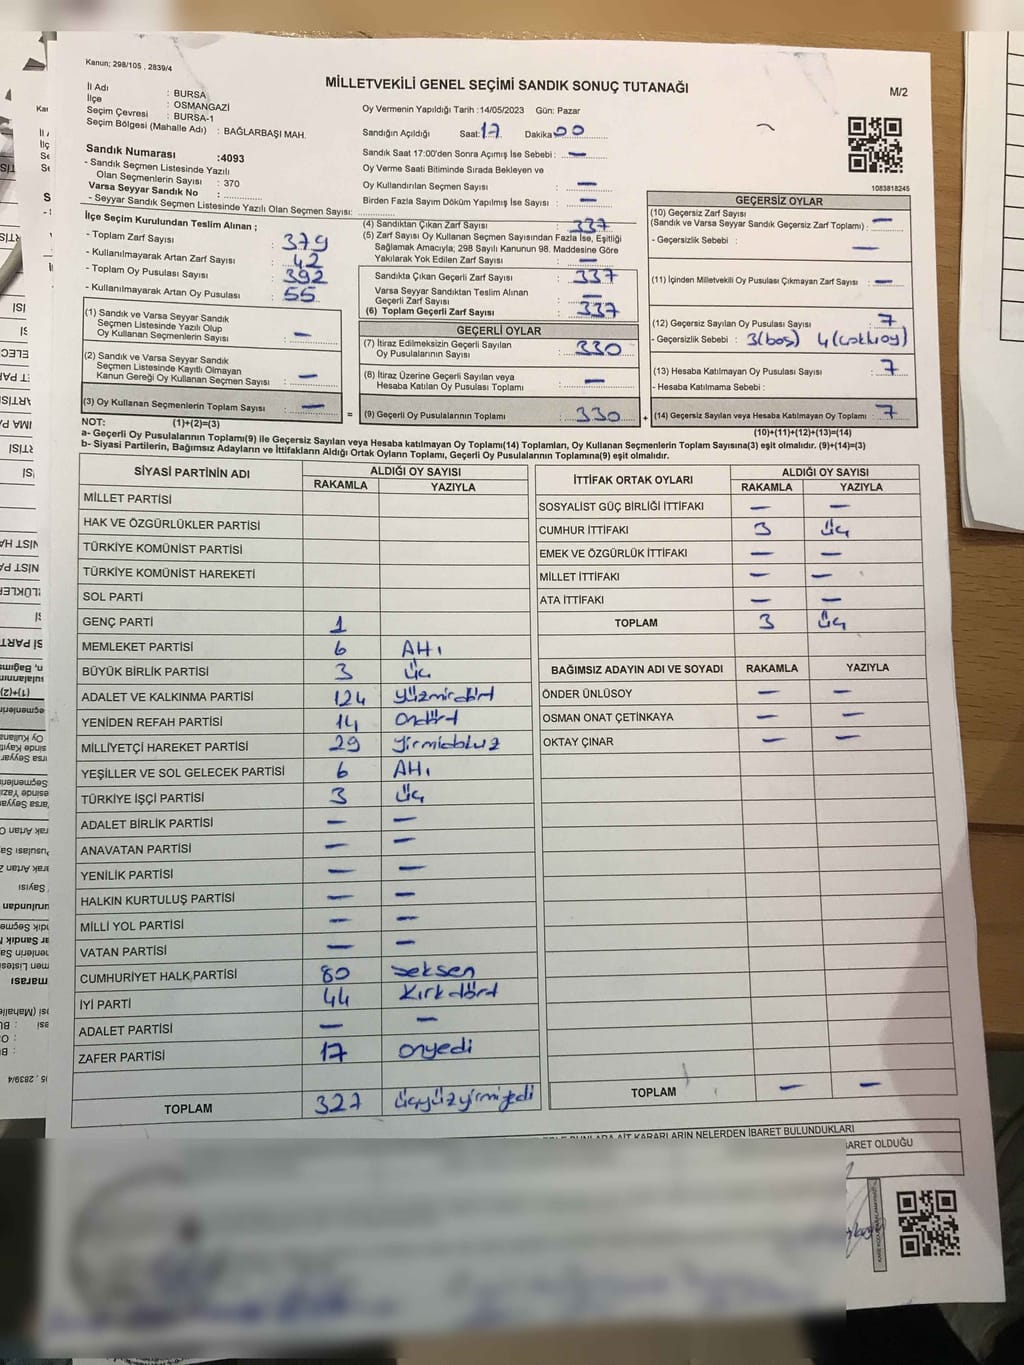 Kanun; 298/105 , 2839/4
MİLLETVEKİLİ GENEL SEÇİMİ SANDIK SONUÇ TUTANAĞI
M/2
İl Adı : BURSA
İlçe : OSMANGAZİ
Seçim Çevresi : BURSA-1
Seçim Bölgesi (Mahalle Adı) : BAĞLARBAŞI MAH.
Sandık Numarası :4093
- Sandık Seçmen Listesinde Yazılı
Olan Seçmenlerin Sayısı : 370
Varsa Seyyar Sandık No :
- Seyyar Sandık Seçmen Listesinde Yazılı Olan Seçmen Sayısı:
Oy Vermenin Yapıldığı Tarih :14/05/2023 Gün: Pazar
Sandığın Açıldığı Saat: 17 Dakika 00
Sandık Saat 17:00'den Sonra Açımış İse Sebebi : —
Oy Verme Saati Bitiminde Sırada Bekleyen ve
Oy Kullandırılan Seçmen Sayısı —
Birden Fazla Sayım Döküm Yapılmış İse Sayısı : —
1083818245
İlçe Seçim Kurulundan Teslim Alınan ;
- Toplam Zarf Sayısı : 379
- Kullanılmayarak Artan Zarf Sayısı : 42
- Toplam Oy Pusulası Sayısı : 392
- Kullanılmayarak Artan Oy Pusulası : 55
(1) Sandık ve Varsa Seyyar Sandık
Seçmen Listesinde Yazılı Olup
Oy Kullanan Seçmenlerin Sayısı : —
(2) Sandık ve Varsa Seyyar Sandık
Seçmen Listesinde Kayıtlı Olmayan
Kanun Gereği Oy Kullanan Seçmen Sayısı : —
(3) Oy Kullanan Seçmenlerin Toplam Sayısı : —
(4) Sandıktan Çıkan Zarf Sayısı : 337
(5) Zarf Sayısı Oy Kullanan Seçmen Sayısından Fazla İse, Eşitliği
Sağlamak Amacıyla; 298 Sayılı Kanunun 98. Maddesine Göre
Yakılarak Yok Edilen Zarf Sayısı : —
Sandıkta Çıkan Geçerli Zarf Sayısı : 337
Varsa Seyyar Sandıktan Teslim Alınan
Geçerli Zarf Sayısı : —
(6) Toplam Geçerli Zarf Sayısı : 337
GEÇERLİ OYLAR
(7) İtiraz Edilmeksizin Geçerli Sayılan
Oy Pusulalarının Sayısı : 330
(8) İtiraz Üzerine Geçerli Sayılan veya
Hesaba Katılan Oy Pusulası Toplamı : —
= (9) Geçerli Oy Pusulalarının Toplamı : 330 +
GEÇERSİZ OYLAR
(10) Geçersiz Zarf Sayısı
(Sandık ve Varsa Seyyar Sandık Geçersiz Zarf Toplamı) : —
- Geçersizlik Sebebi : —
(11) İçinden Milletvekili Oy Pusulası Çıkmayan Zarf Sayısı : —
(12) Geçersiz Sayılan Oy Pusulası Sayısı : 7
- Geçersizlik Sebebi : 3(boş) 4(çokluoy)
(13) Hesaba Katılmayan Oy Pusulası Sayısı : 7
- Hesaba Katılmama Sebebi :
(14) Geçersiz Sayılan veya Hesaba Katılmayan Oy Toplamı : 7
NOT: (1)+(2)=(3)
(10)+(11)+(12)+(13)=(14)
a- Geçerli Oy Pusulalarının Toplamı(9) ile Geçersiz Sayılan veya Hesaba katılmayan Oy Toplamı(14) Toplamları, Oy Kullanan Seçmenlerin Toplam Sayısına(3) eşit olmalıdır. (9)+(14)=(3)
b- Siyasi Partilerin, Bağımsız Adayların ve İttifakların Aldığı Ortak Oyların Toplamı, Geçerli Oy Pusulalarının Toplamına(9) eşit olmalıdır.
SİYASİ PARTİNİN ADI ALDIĞI OY SAYISI
RAKAMLA YAZIYLA
MİLLET PARTİSİ
HAK VE ÖZGÜRLÜKLER PARTİSİ
TÜRKİYE KOMÜNİST PARTİSİ
TÜRKİYE KOMÜNİST HAREKETİ
SOL PARTİ
GENÇ PARTİ 1
MEMLEKET PARTİSİ 6 Altı
BÜYÜK BİRLİK PARTİSİ 3 üç
ADALET VE KALKINMA PARTİSİ 124 yüzyirmidört
YENİDEN REFAH PARTİSİ 14 Ondört
MİLLİYETÇİ HAREKET PARTİSİ 29 yirmidokuz
YEŞİLLER VE SOL GELECEK PARTİSİ 6 Altı
TÜRKİYE İŞÇİ PARTİSİ 3 üç
ADALET BİRLİK PARTİSİ — —
ANAVATAN PARTİSİ — —
YENİLİK PARTİSİ — —
HALKIN KURTULUŞ PARTİSİ — —
MİLLİ YOL PARTİSİ — —
VATAN PARTİSİ — —
CUMHURİYET HALK PARTİSİ 80 seksen
İYİ PARTİ 44 Kırkdört
ADALET PARTİSİ — —
ZAFER PARTİSİ 17 onyedi
TOPLAM 327 üçyüzyirmiyedi
İTTİFAK ORTAK OYLARI ALDIĞI OY SAYISI
RAKAMLA YAZIYLA
SOSYALİST GÜÇ BİRLİĞİ İTTİFAKI — —
CUMHUR İTTİFAKI 3 üç
EMEK VE ÖZGÜRLÜK İTTİFAKI — —
MİLLET İTTİFAKI — —
ATA İTTİFAKI — —
TOPLAM 3 üç
BAĞIMSIZ ADAYIN ADI VE SOYADI RAKAMLA YAZIYLA
ÖNDER ÜNLÜSOY — —
OSMAN ONAT ÇETİNKAYA — —
OKTAY ÇINAR — —
TOPLAM — —
AİT KARARLARIN NELERDEN İBARET BULUNDUKLARI
OLDUĞU